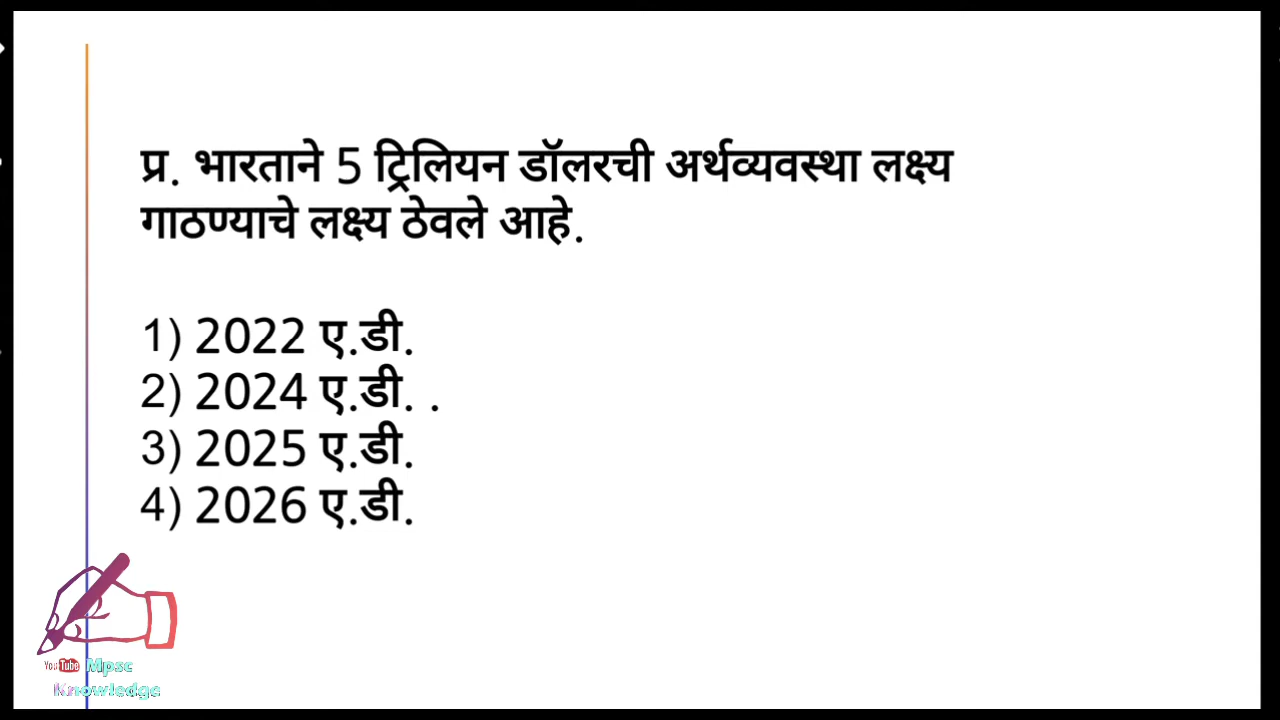 प्र. भारताने 5 ट्रिलियन डॉलरची अर्थव्यवस्था लक्ष्य
गाठण्याचे लक्ष्य ठेवले आहे.
1) 2022 ए.डी.
2) 2024 ए.डी. .
3) 2025 ए.डी.
4) 2026 ए.डी.
YouTube Mpsc
Knowledge